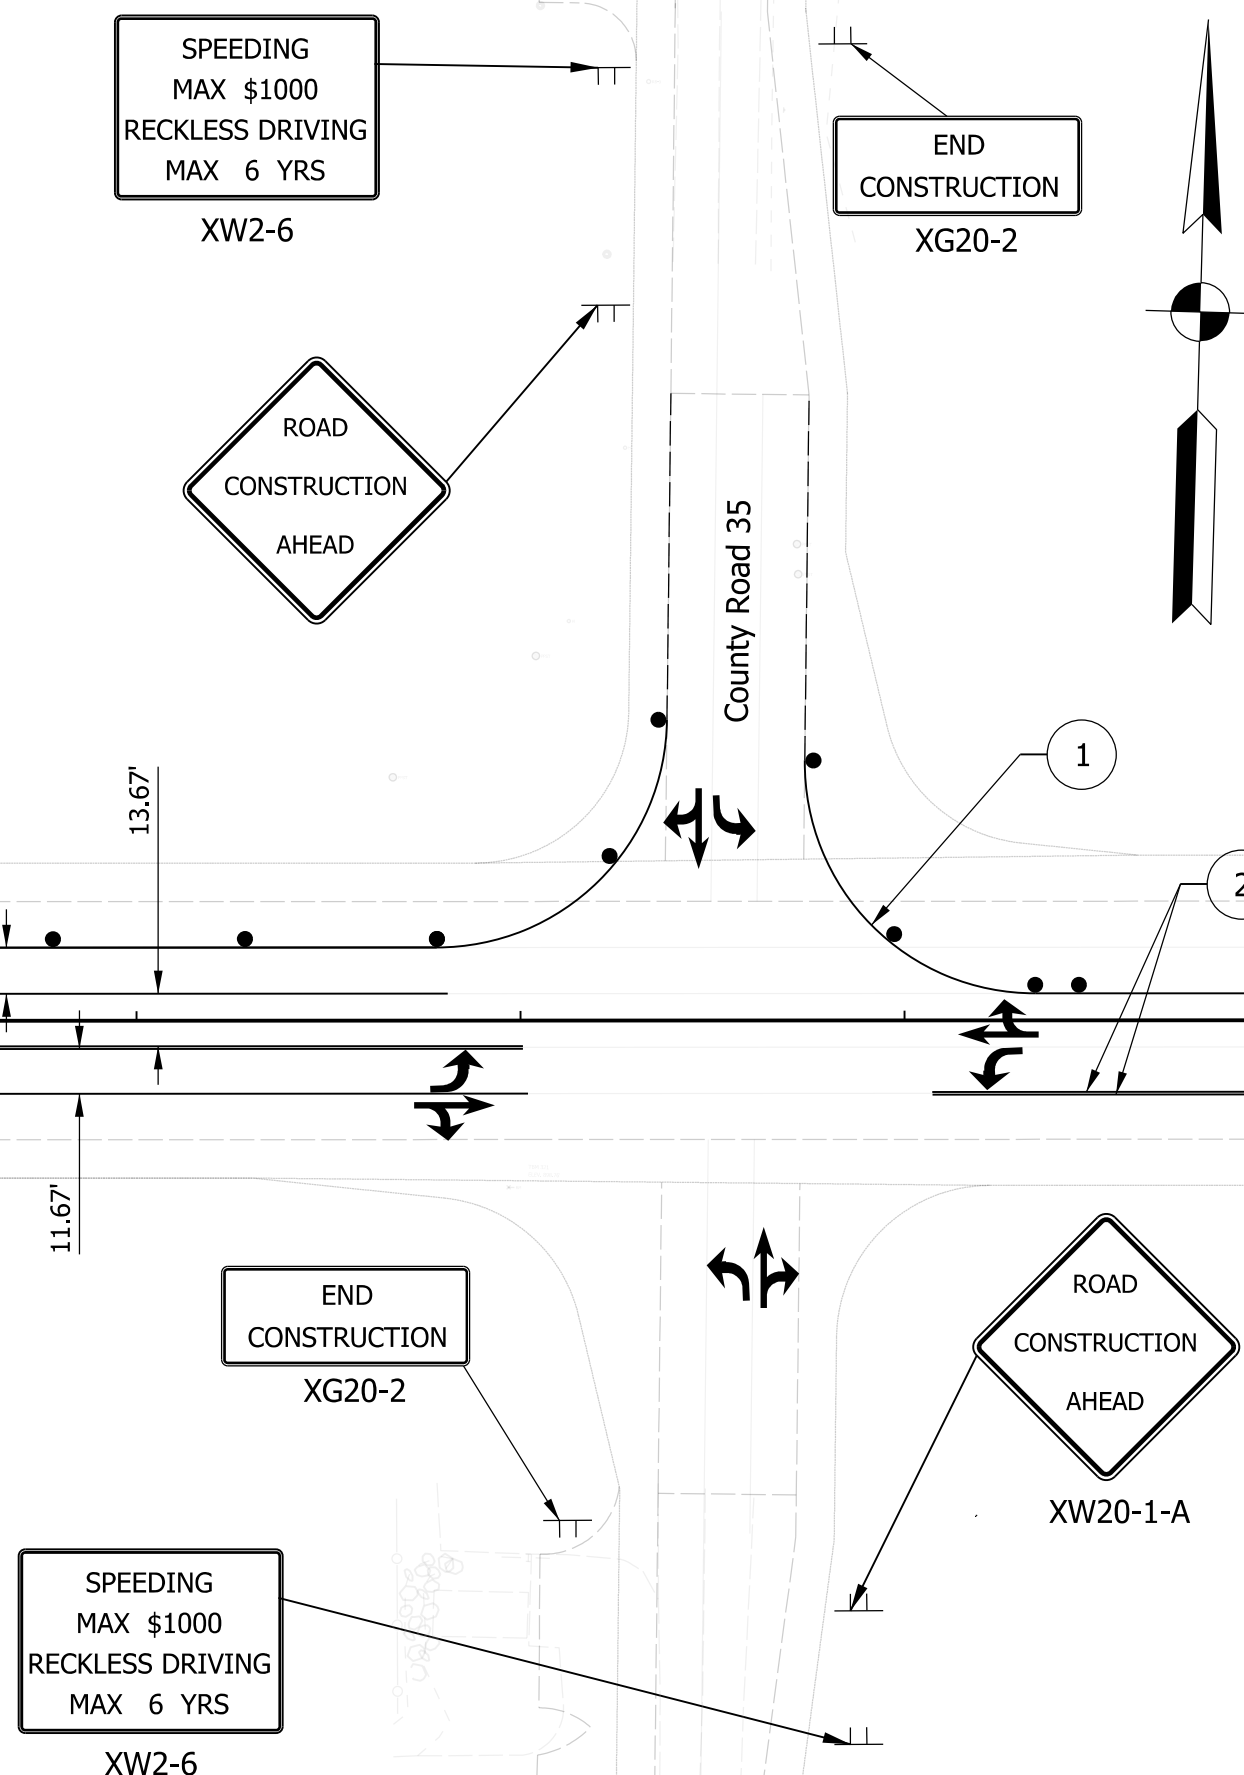 SPEEDING
MAX $1000
RECKLESS DRIVING
MAX 6 YRS
XW2-6
END
CONSTRUCTION
XG20-2
ROAD
CONSTRUCTION
AHEAD
County Road 35
1
13.67'
2
11.67'
END
CONSTRUCTION
XG20-2
ROAD
CONSTRUCTION
AHEAD
XW20-1-A
SPEEDING
MAX $1000
RECKLESS DRIVING
MAX 6 YRS
XW2-6